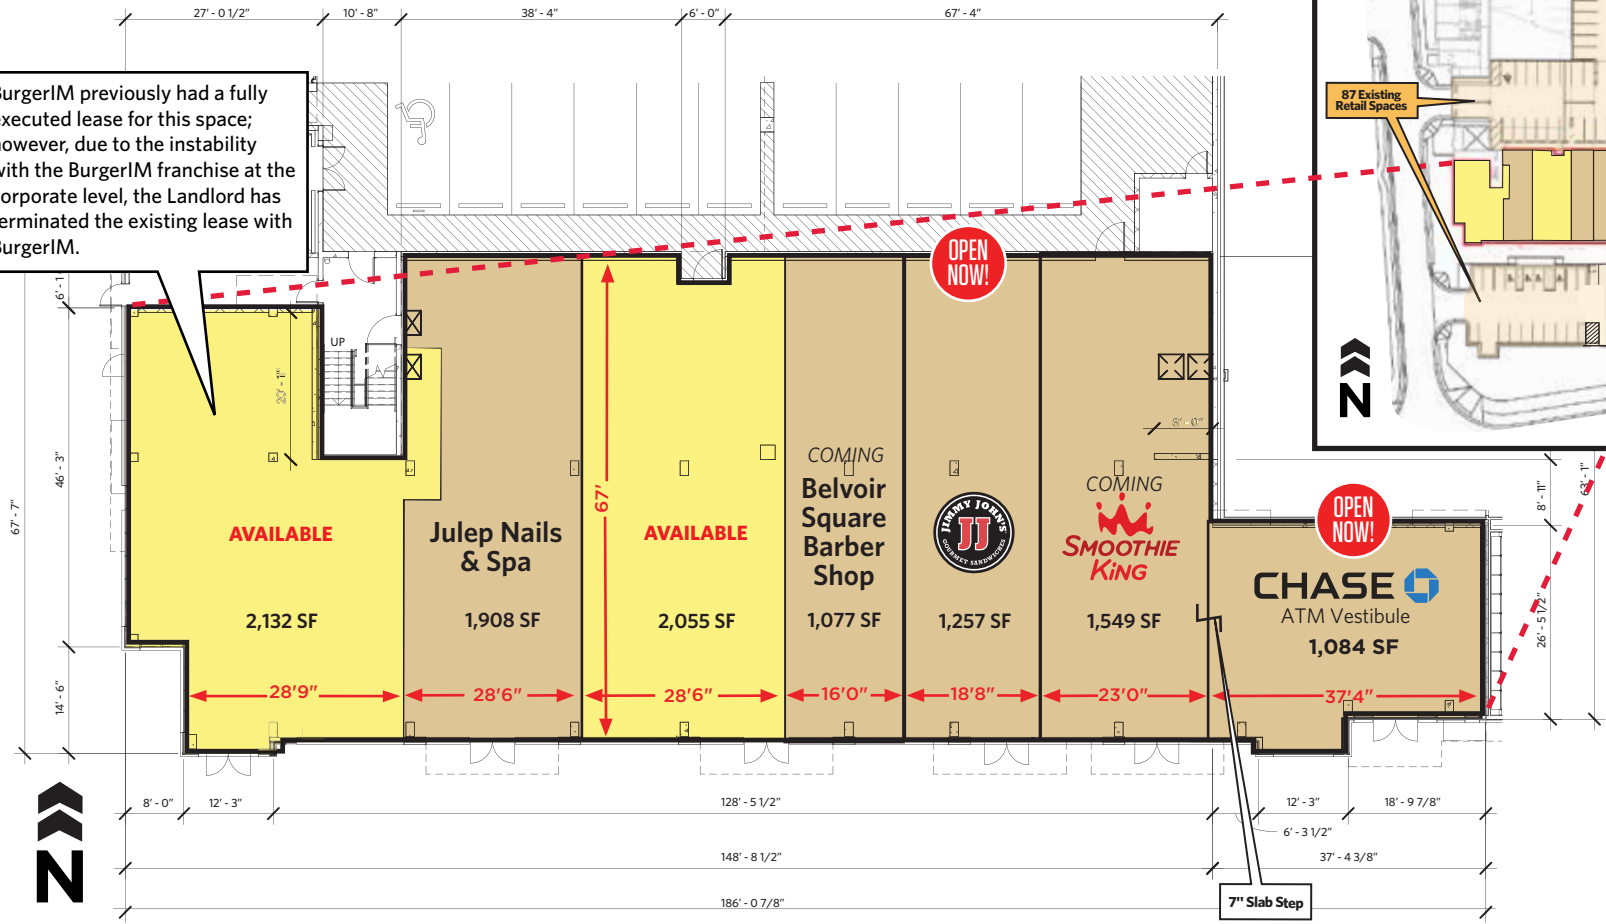 27' - 0 1/2"
10' - 8"
38' - 4"
6' - 0"
67' - 4"
BurgerIM previously had a fully
executed lease for this space;
however, due to the instability
with the BurgerIM franchise at the
corporate level, the Landlord has
terminated the existing lease with
BurgerIM.
87 Existing
Retail Spaces
N
OPEN
NOW!
6' - 1
UP
20' - 1"
46' - 3"
67' - 7"
14' - 6"
67'
8' - 0"
8' - 11"
63' - 1"
26' - 5 1/2"
AVAILABLE
2,132 SF
28'9"
Julep Nails
& Spa
1,908 SF
28'6"
AVAILABLE
2,055 SF
28'6"
COMING
Belvoir
Square
Barber
Shop
1,077 SF
16'0"
JIMMY JOHN'S
JJ
GOURMET SANDWICHES
1,257 SF
18'8"
COMING
SMOOTHIE
KiNG
1,549 SF
23'0"
OPEN
NOW!
CHASE
ATM Vestibule
1,084 SF
37'4"
N
8' - 0"
12' - 3"
128' - 5 1/2"
12' - 3"
18' - 9 7/8"
6' - 3 1/2"
148' - 8 1/2"
37' - 4 3/8"
7" Slab Step
186' - 0 7/8"